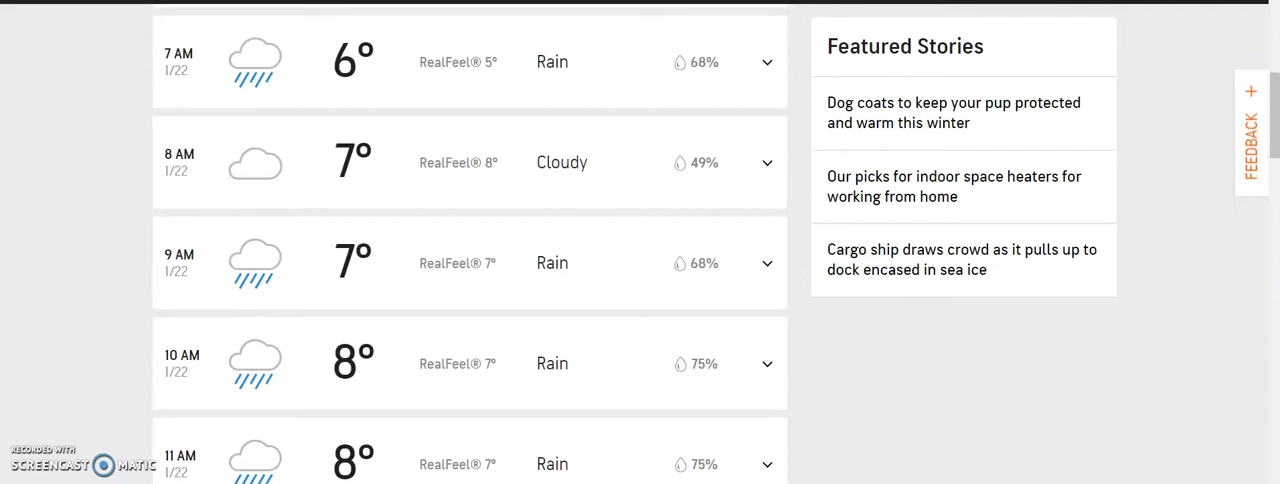 7 AM
1/22
6°
RealFeel® 5°
Rain
68%
8 AM
1/22
7°
RealFeel® 8°
Cloudy
49%
9 AM
1/22
7°
RealFeel® 7°
Rain
68%
10 AM
1/22
8°
RealFeel® 7°
Rain
75%
11 AM
1/22
8°
RealFeel® 7°
Rain
75%
Featured Stories
Dog coats to keep your pup protected
and warm this winter
Our picks for indoor space heaters for
working from home
Cargo ship draws crowd as it pulls up to
dock encased in sea ice
FEEDBACK +
RECORDED WITH
SCREENCAST MATIC